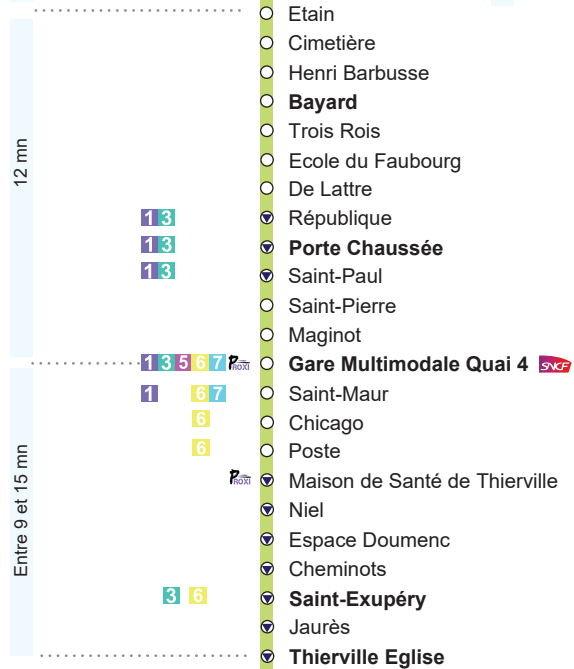 Etain
Cimetière
Henri Barbusse
Bayard
Trois Rois
Ecole du Faubourg
De Lattre
12 mn
1 3 République
1 3 Porte Chaussée
1 3 Saint-Paul
Saint-Pierre
Maginot
1 3 5 6 7 PROXI Gare Multimodale Quai 4 SNCF
1 6 7 Saint-Maur
6 Chicago
6 Poste
PROXI Maison de Santé de Thierville
Niel
Entre 9 et 15 mn
Espace Doumenc
Cheminots
3 6 Saint-Exupéry
Jaurès
Thierville Eglise